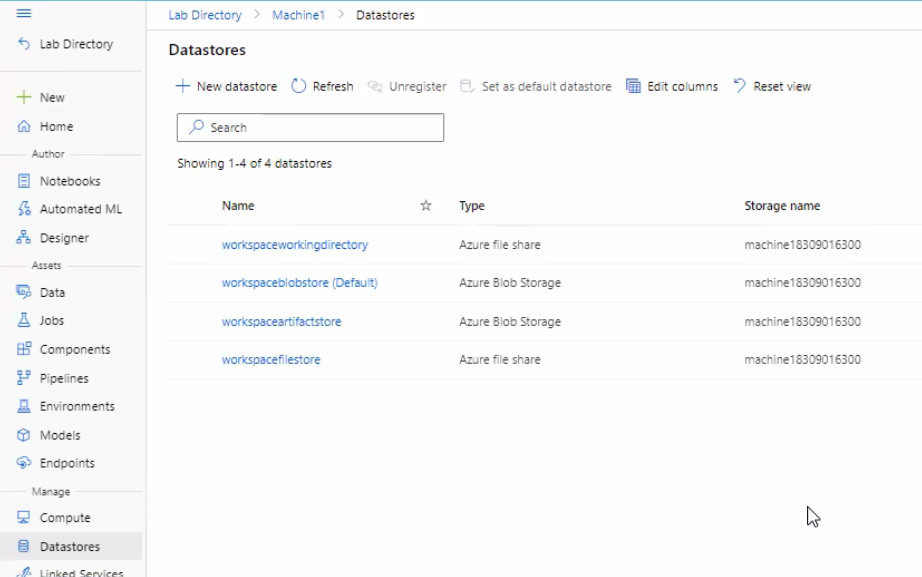 Lab Directory > Machine1 > Datastores
Lab Directory
New
Home
Author
Notebooks
Automated ML
Designer
Assets
Data
Jobs
Components
Pipelines
Environments
Models
Endpoints
Manage
Compute
Datastores
Linked Services
Datastores
New datastore Refresh Unregister Set as default datastore Edit columns Reset view
Search
Showing 1-4 of 4 datastores
Name Type Storage name
workspaceworkingdirectory Azure file share machine18309016300
workspaceblobstore (Default) Azure Blob Storage machine18309016300
workspaceartifactstore Azure Blob Storage machine18309016300
workspacefilestore Azure file share machine18309016300